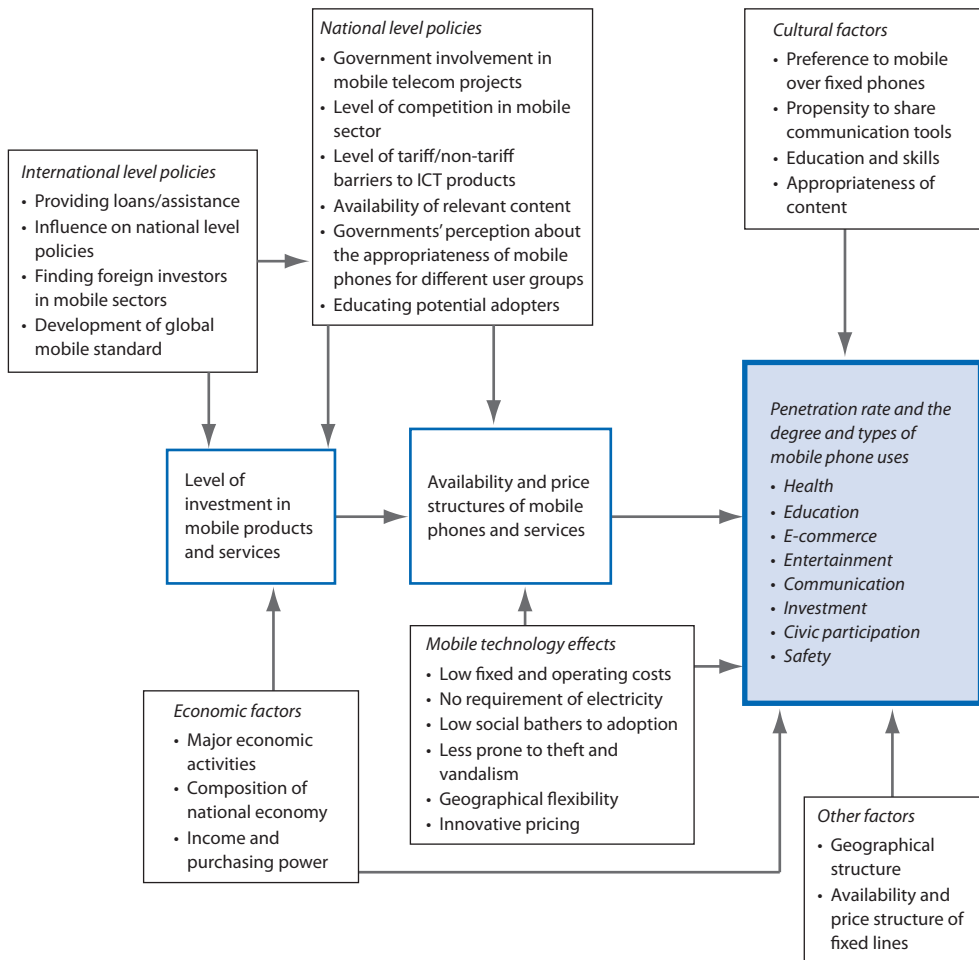 National level policies
• Government involvement in
mobile telecom projects
• Level of competition in mobile
sector
• Level of tariff/non-tariff
barriers to ICT products
• Availability of relevant content
• Governments' perception about
the appropriateness of mobile
phones for different user groups
• Educating potential adopters
Cultural factors
• Preference to mobile
over fixed phones
• Propensity to share
communication tools
• Education and skills
• Appropriateness of
content
International level policies
• Providing loans/assistance
• Influence on national level
policies
• Finding foreign investors
in mobile sectors
• Development of global
mobile standard
Level of
investment in
mobile products
and services
Availability and price
structures of mobile
phones and services
Penetration rate and the
degree and types of
mobile phone uses
• Health
• Education
• E-commerce
• Entertainment
• Communication
• Investment
• Civic participation
• Safety
Mobile technology effects
• Low fixed and operating costs
• No requirement of electricity
• Low social bathers to adoption
• Less prone to theft and
vandalism
• Geographical flexibility
• Innovative pricing
Economic factors
• Major economic
activities
• Composition of
national economy
• Income and
purchasing power
Other factors
• Geographical
structure
• Availability and
price structure of
fixed lines